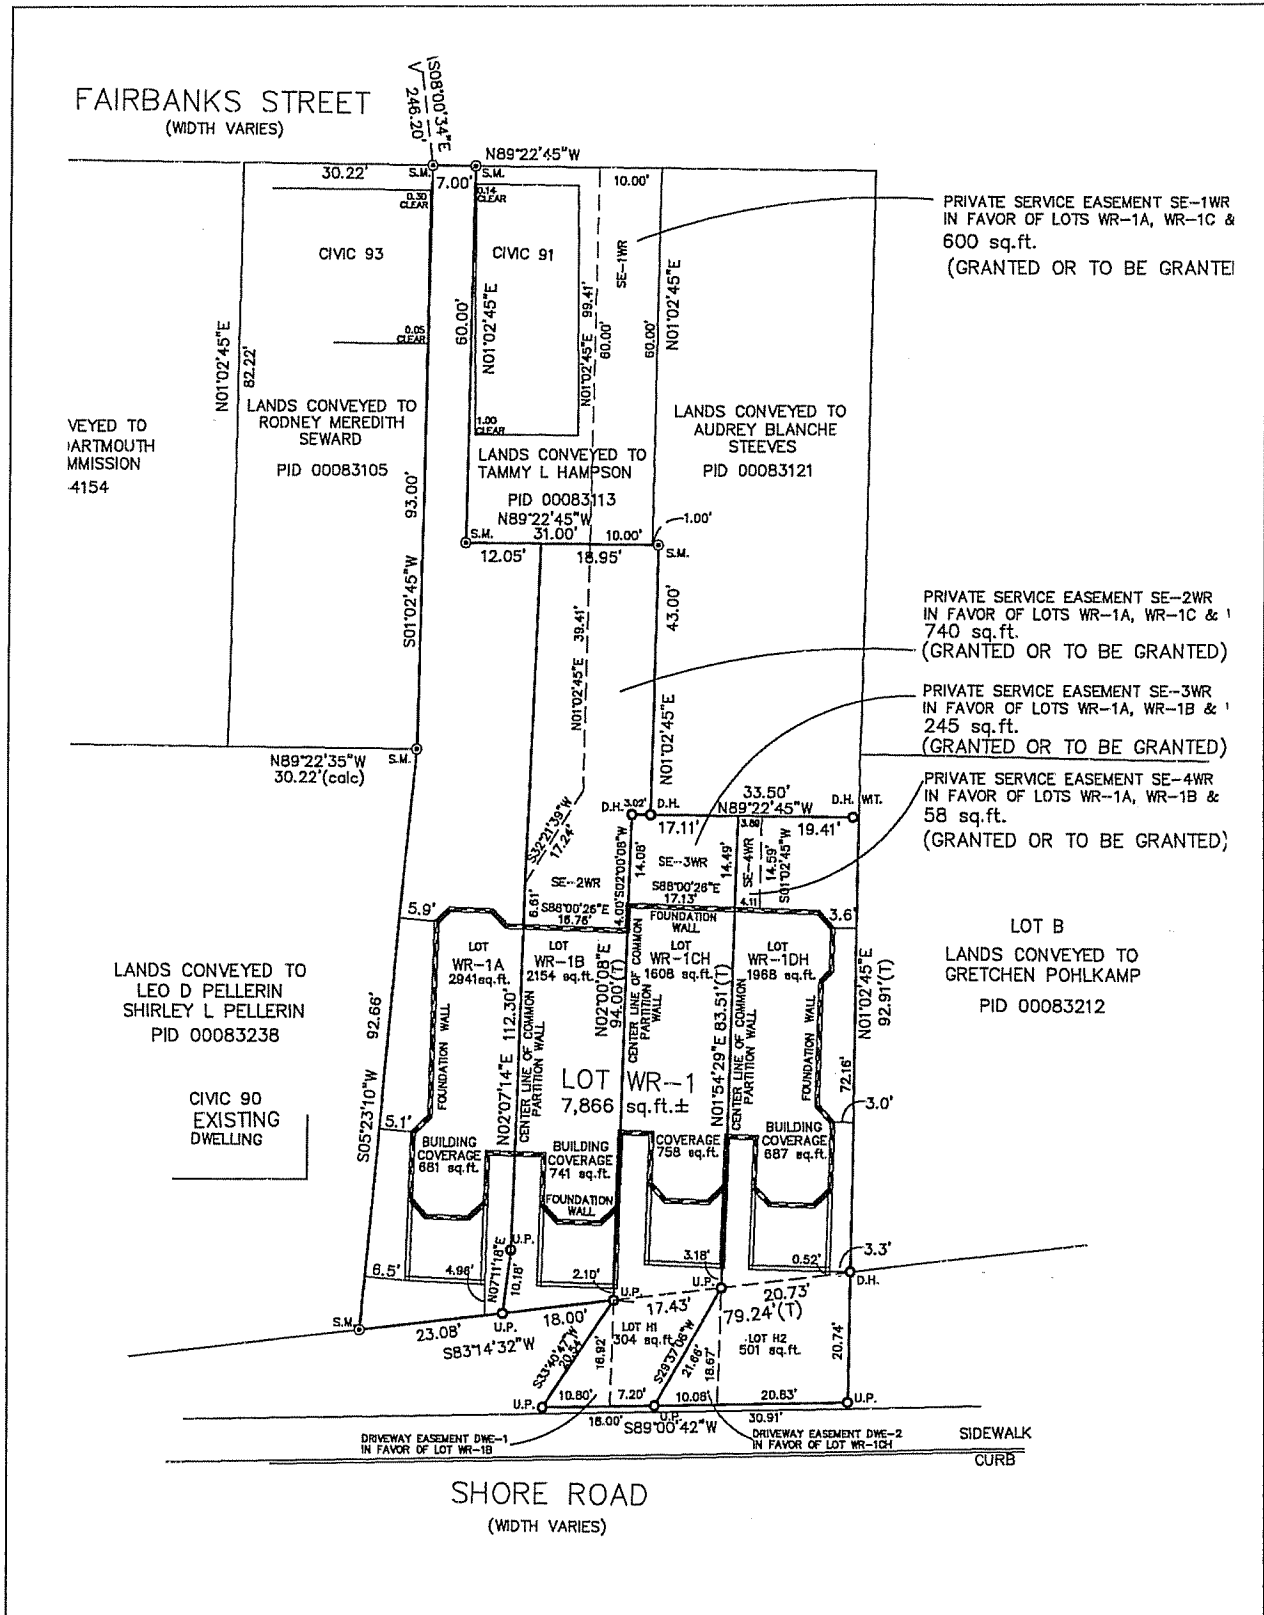 S08°00'34"E
246.20'
FAIRBANKS STREET
(WIDTH VARIES)
N89°22'45"W
30.22'
S.M.
7.00'
S.M.
10.00'
0.30
CLEAR
0.14
CLEAR
CIVIC 93
CIVIC 91
SE-1WR
PRIVATE SERVICE EASEMENT SE-1WR
IN FAVOR OF LOTS WR-1A, WR-1C &
600 sq.ft.
(GRANTED OR TO BE GRANTE
N01°02'45"E
82.22'
60.00'
N01°02'45"E
N01°02'45"E 99.41'
60.00'
60.00'
N01°02'45"E
0.05
CLEAR
1.00
CLEAR
VEYED TO
ARTMOUTH
MMISSION
4154
LANDS CONVEYED TO
RODNEY MEREDITH
SEWARD
PID 00083105
LANDS CONVEYED TO
TAMMY L HAMPSON
PID 00083113
LANDS CONVEYED TO
AUDREY BLANCHE
STEEVES
PID 00083121
N89°22'45"W
31.00'
10.00'
1.00'
S.M.
12.05'
18.95'
S.M.
S01°02'45"W 93.00'
N01°02'45"E 39.41'
43.00'
N01°02'45"E
PRIVATE SERVICE EASEMENT SE-2WR
IN FAVOR OF LOTS WR-1A, WR-1C &
740 sq.ft.
(GRANTED OR TO BE GRANTED)
PRIVATE SERVICE EASEMENT SE-3WR
IN FAVOR OF LOTS WR-1A, WR-1B &
245 sq.ft.
(GRANTED OR TO BE GRANTED)
PRIVATE SERVICE EASEMENT SE-4WR
IN FAVOR OF LOTS WR-1A, WR-1B &
58 sq.ft.
(GRANTED OR TO BE GRANTED)
N89°22'35"W
30.22'(calc)
S.M.
S32°21'39"W
17.24'
D.H.
3.02'
D.H.
33.50'
N89°22'45"W
D.H. WIT.
17.11'
3.89
19.41'
S02°00'08"W
14.08'
SE-3WR
14.49'
SE-4WR
14.59'
S01°02'45"W
SE-2WR
S88°00'26"E
17.13'
4.11
6.61'
S88°00'26"E
16.76'
4.00'
FOUNDATION
WALL
5.9'
3.6'
LOT
WR-1A
2941sq.ft.
LOT
WR-1B
2154 sq.ft.
LOT
WR-1CH
1608 sq.ft.
LOT
WR-1DH
1968 sq.ft.
LOT B
LANDS CONVEYED TO
GRETCHEN POHLKAMP
PID 00083212
LANDS CONVEYED TO
LEO D PELLERIN
SHIRLEY L PELLERIN
PID 00083238
CIVIC 90
EXISTING
DWELLING
S05°23'10"W 92.66'
FOUNDATION WALL
N02°07'14"E 112.30'
CENTER LINE OF COMMON
PARTITION WALL
N02°00'08"E
94.00'(T)
CENTER LINE OF COMMON
PARTITION
WALL
N01°54'29"E 83.51'(T)
CENTER LINE OF COMMON
PARTITION WALL
FOUNDATION WALL
N01°02'45"E
92.91'(T)
72.16'
LOT WR-1
7,866 sq.ft.±
5.1'
3.0'
BUILDING
COVERAGE
681 sq.ft.
BUILDING
COVERAGE
741 sq.ft.
COVERAGE
758 sq.ft.
BUILDING
COVERAGE
687 sq.ft.
FOUNDATION
WALL
U.P.
6.5'
4.96'
N07°11'18"E
10.18'
2.10'
3.18'
0.52'
3.3'
U.P.
U.P.
D.H.
S.M.
23.08'
U.P.
18.00'
17.43'
20.73'
79.24'(T)
S83°14'32"W
S33°40'47"W
20.54'
16.92'
LOT H1
304 sq.ft.
S29°37'06"W
21.66'
18.67'
LOT H2
501 sq.ft.
20.74'
U.P.
10.80'
7.20'
10.08'
20.83'
U.P.
18.00'
U.P.
S89°00'42"W
30.91'
DRIVEWAY EASEMENT DWE-1
IN FAVOR OF LOT WR-1B
DRIVEWAY EASEMENT DWE-2
IN FAVOR OF LOT WR-1CH
SIDEWALK
CURB
SHORE ROAD
(WIDTH VARIES)